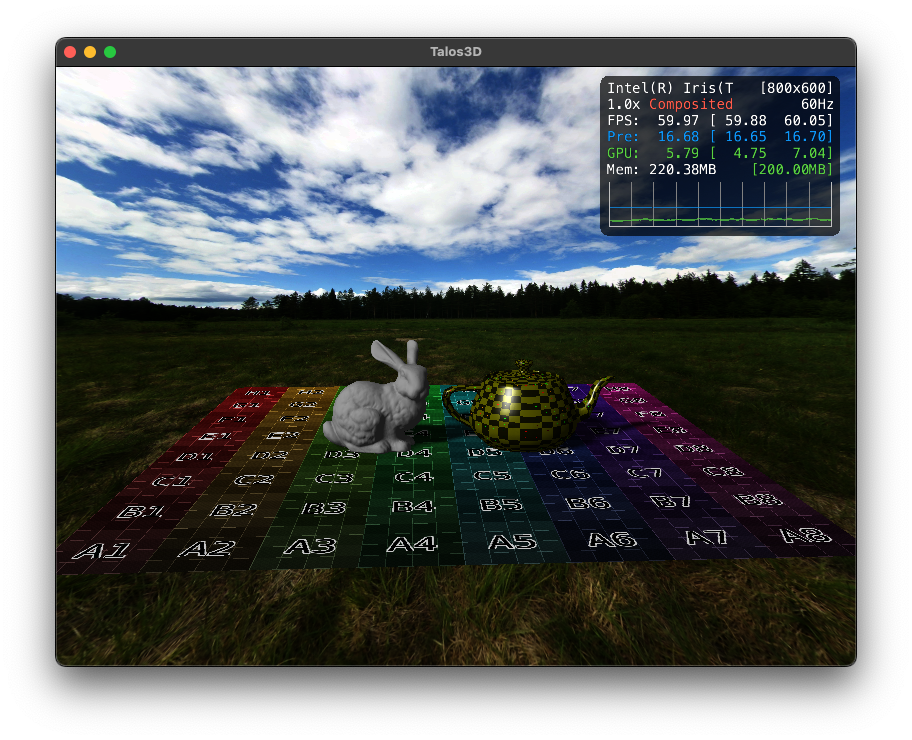 Talos3D
Intel(R) Iris(T [800x600]
1.0x Composited 60Hz
FPS: 59.97 [ 59.88 60.05]
Pre: 16.68 [ 16.65 16.70]
GPU: 5.79 [ 4.75 7.04]
Mem: 220.38MB [200.00MB]
D1 D2 D3 D4 D7 D8
C1 C2 C3 C4 C5 C6 C7 C8
B1 B2 B3 B4 B5 B6 B7 B8
A1 A2 A3 A4 A5 A6 A7 A8